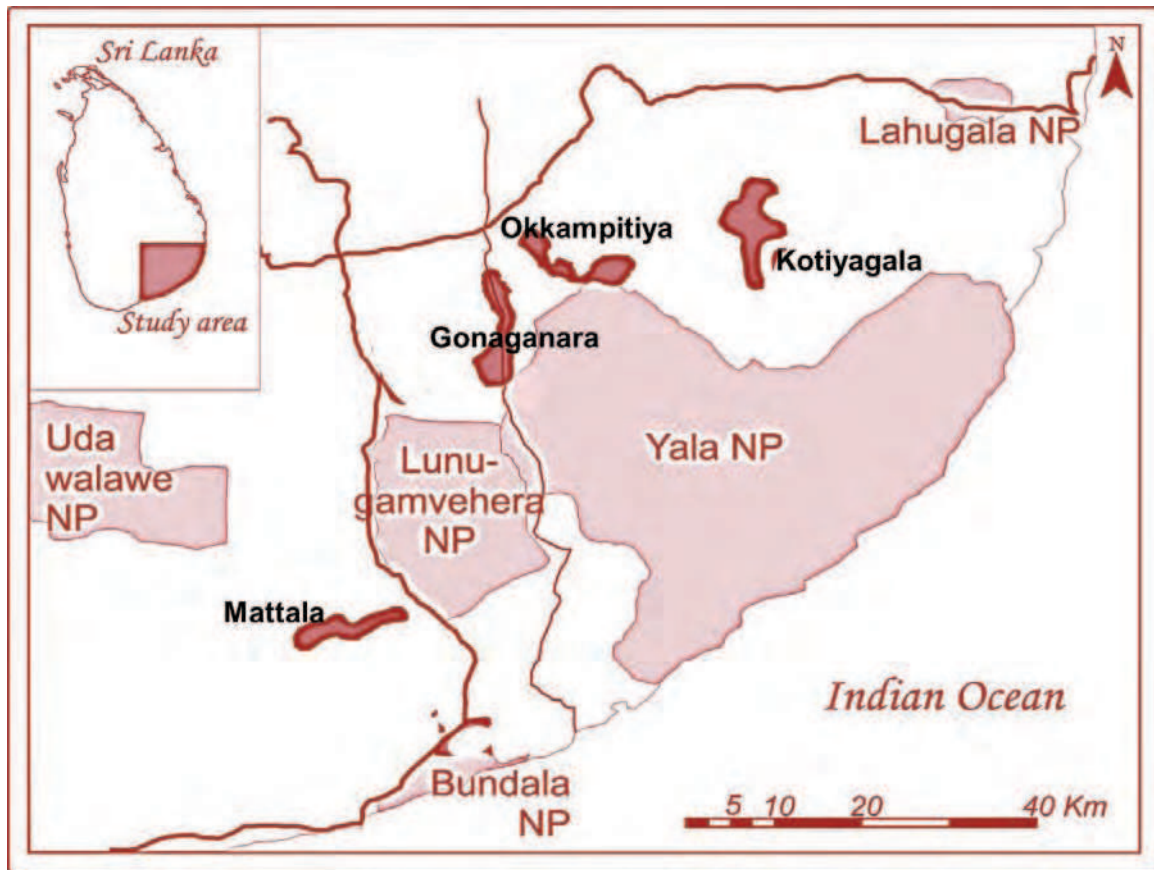 Sri Lanka
Study area
N
Lahugala NP
Okkampitiya
Kotiyagala
Gonaganara
Uda
walawe
NP
Lunu-
gamvehera
NP
Yala NP
Mattala
Indian Ocean
Bundala
NP
5 10 20 40 Km